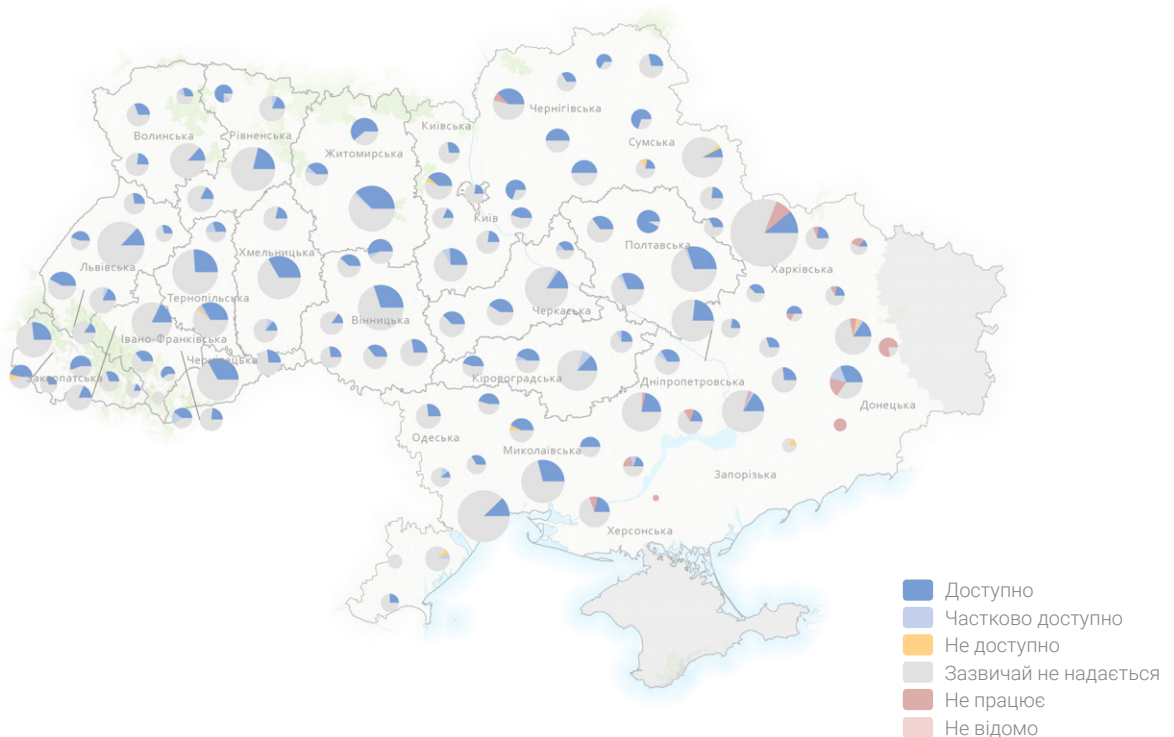 Чернігівська
Київська
Волинська
Рівненська
Житомирська
Сумська
Київ
Полтавська
Хмельницька
Львівська
Харківська
Тернопільська
Черкаська
Вінницька
Івано-Франківська
Чернівецька
Закарпатська
Кіровоградська
Дніпропетровська
Донецька
Одеська
Миколаївська
Запорізька
Херсонська
Доступно
Частково доступно
Не доступно
Зазвичай не надається
Не працює
Не відомо